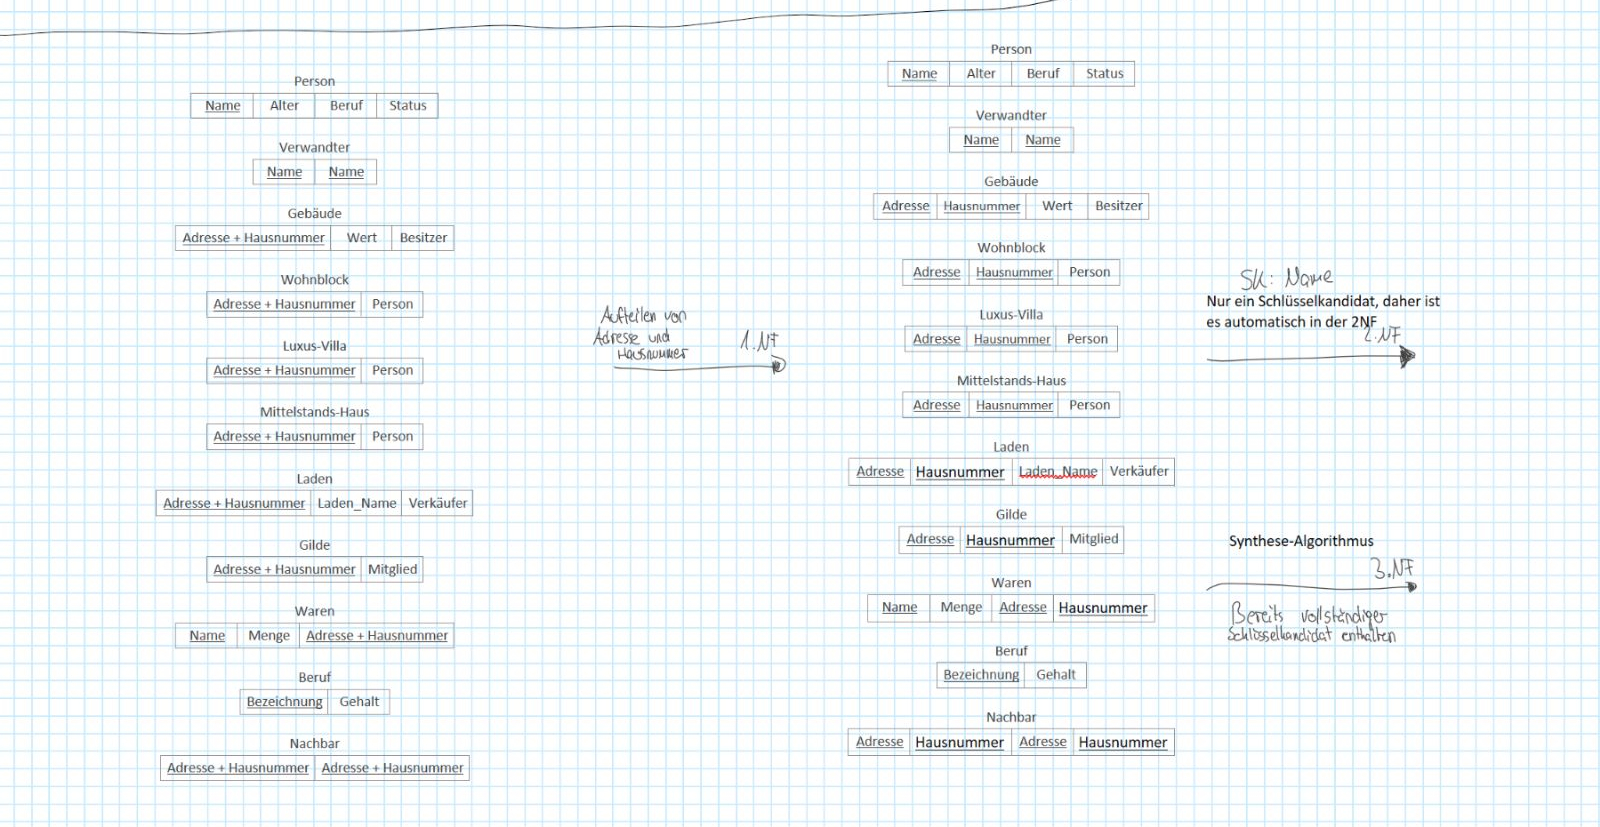 Person
Name Alter Beruf Status
Verwandter
Name Name
Gebäude
Adresse + Hausnummer Wert Besitzer
Wohnblock
Adresse + Hausnummer Person
Luxus-Villa
Adresse + Hausnummer Person
Mittelstands-Haus
Adresse + Hausnummer Person
Laden
Adresse + Hausnummer Laden_Name Verkäufer
Gilde
Adresse + Hausnummer Mitglied
Waren
Name Menge Adresse + Hausnummer
Beruf
Bezeichnung Gehalt
Nachbar
Adresse + Hausnummer Adresse + Hausnummer
Aufteilen von
Adresse und
Hausnummer
1.NF
Person
Name Alter Beruf Status
Verwandter
Name Name
Gebäude
Adresse Hausnummer Wert Besitzer
Wohnblock
Adresse Hausnummer Person
Luxus-Villa
Adresse Hausnummer Person
Mittelstands-Haus
Adresse Hausnummer Person
Laden
Adresse Hausnummer Laden_Name Verkäufer
Gilde
Adresse Hausnummer Mitglied
Waren
Name Menge Adresse Hausnummer
Beruf
Bezeichnung Gehalt
Nachbar
Adresse Hausnummer Adresse Hausnummer
SK: Name
Nur ein Schlüsselkandidat, daher ist
es automatisch in der 2NF
2.NF
Synthese-Algorithmus
3.NF
Bereits vollständiger
Schlüsselkandidat enthalten